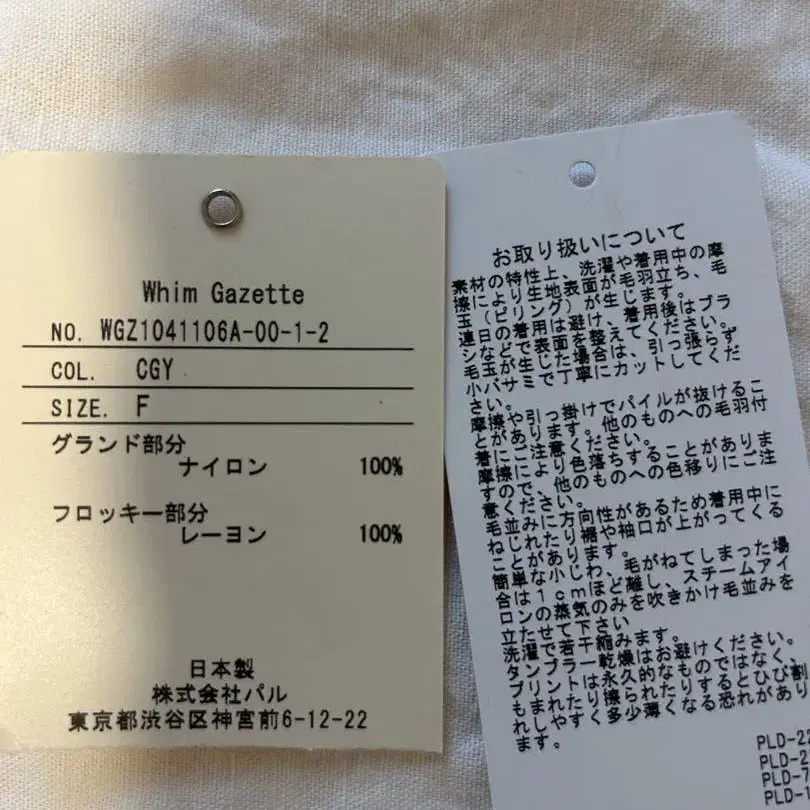 Whim Gazette
NO. WGZ1041106A-00-1-2
COL. CGY
SIZE. F
グランド部分
ナイロン 100%
フロッキー部分
レーヨン 100%
日本製
株式会社パル
東京都渋谷区神宮前6-12-22
お取り扱いについて
素材の特性上、洗濯や着用中の摩
擦により生地表面が毛羽立ち、毛
玉(ピリング)が生じます。
連日の着用は避け、着用後はブラ
シなどで表面を整えてください。
毛玉が生じた場合は、引っ張らず
小バサミで丁寧にカットしてくだ
さい。
摩擦や引っ掛けでパイルが抜けるこ
とがあります。他のものへの毛羽付
着にご注意ください。
摩擦により色落ちすることがありま
すので、他のものへの色移りにご注
意ください。
毛並みに方向性があるため着用中に
ねじれたり裾や袖口が上がってくる
ことがあります。
簡単な小じわ、毛がねてしまった場
合は1cmほど離し、スチームアイ
ロンの蒸気のみを吹きかけ毛並みを
立たせて下さい
洗濯で若干縮みます。
タンブラー乾燥はお避けください。
プリントは永久的なものではなく、
もまれたり擦られたりするとひび割
れしやすく多少薄くなる恐れがあり
ます。
PLD-22
PLD-2
PLD-7
PLD-1